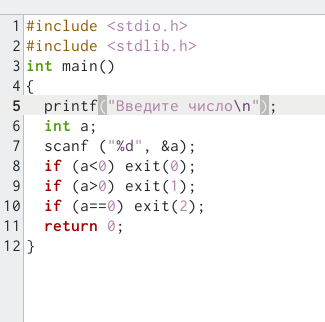 1 #include <stdio.h>
2 #include <stdlib.h>
3 int main()
4 {
5   printf("Введите число\n");
6   int a;
7   scanf ("%d", &a);
8   if (a<0) exit(0);
9   if (a>0) exit(1);
10   if (a==0) exit(2);
11   return 0;
12 }